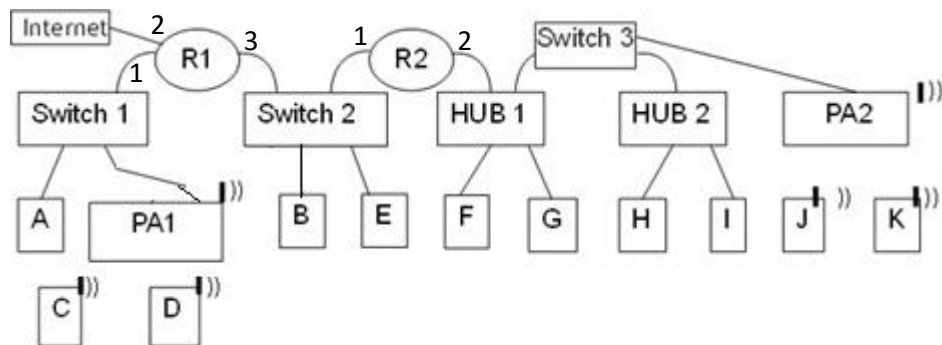 Internet
2
R1
3
1
1
R2
2
Switch 3
Switch 1
Switch 2
HUB 1
HUB 2
PA2
A
PA1
B
E
F
G
H
I
J
K
C
D